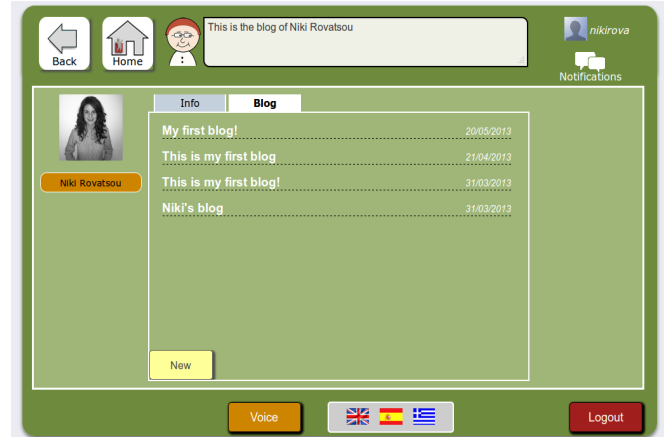 Back
Home
:
This is the blog of Niki Rovatsou
nikirova
Notifications
Niki Rovatsou
Info
Blog
My first blog! 20/05/2013
This is my first blog 21/04/2013
This is my first blog! 31/03/2013
Niki's blog 31/03/2013
New
Voice
Logout